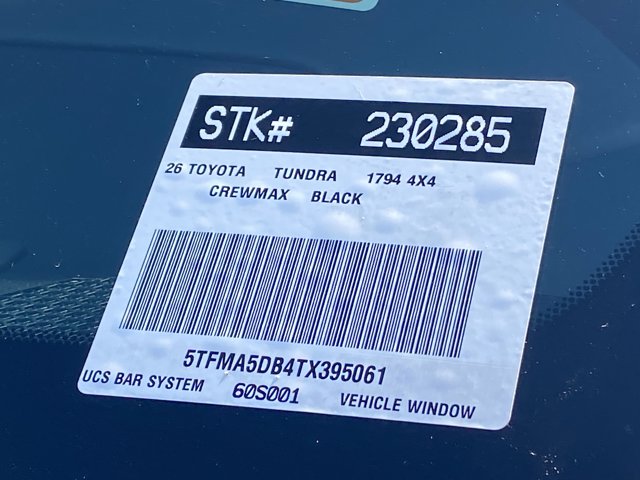 STK# 230285
26 TOYOTA TUNDRA 1794 4X4
CREWMAX BLACK
5TFMA5DB4TX395061
UCS BAR SYSTEM 60S001 VEHICLE WINDOW